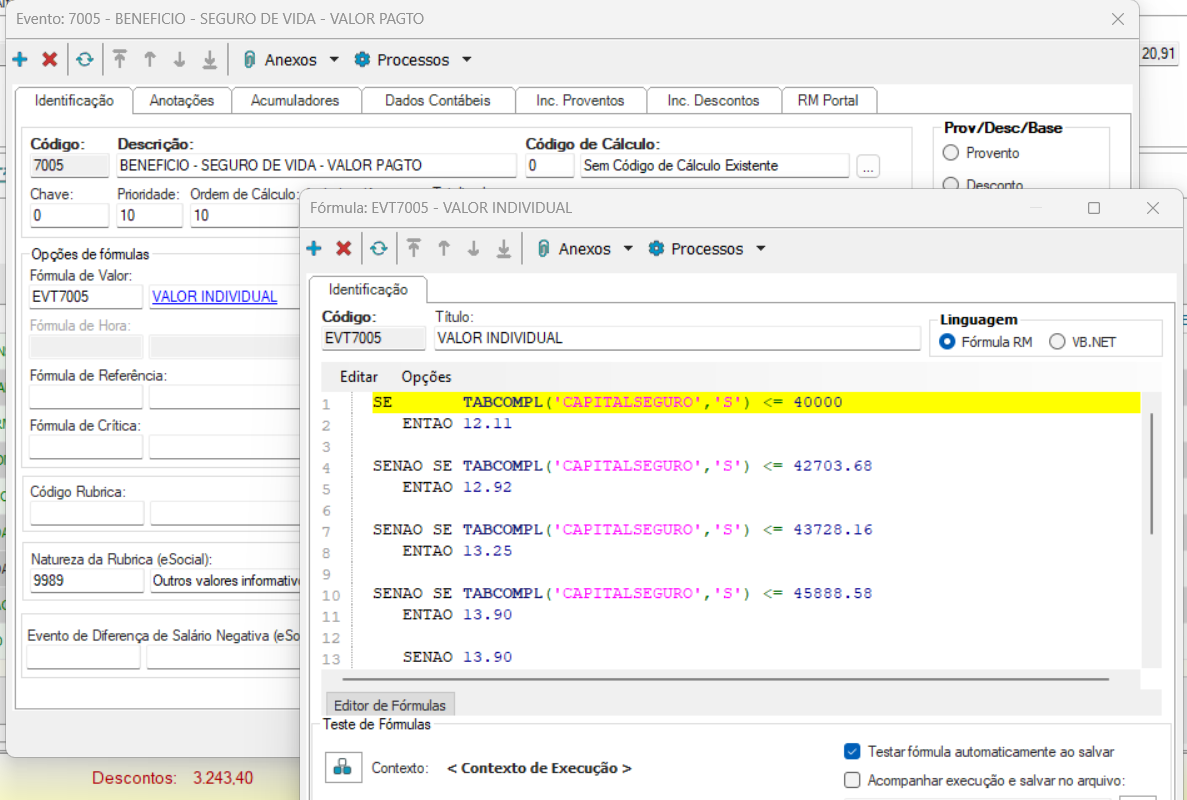 Evento: 7005 - BENEFICIO - SEGURO DE VIDA - VALOR PAGTO
Anexos Processos
20,91
Identificação Anotações Acumuladores Dados Contábeis Inc. Proventos Inc. Descontos RM Portal
Código: Descrição: Código de Cálculo: Prov/Desc/Base
7005 BENEFICIO - SEGURO DE VIDA - VALOR PAGTO 0 Sem Código de Cálculo Existente ... Provento
Desconto
Chave: Prioridade: Ordem de Cálculo:
0 10 10
Opções de fórmulas
Fórmula de Valor:
EVT7005 VALOR INDIVIDUAL
Fórmula de Hora:
Fórmula de Referência:
Fórmula de Crítica:
Código Rubrica:
Natureza da Rubrica (eSocial):
9989 Outros valores informativo
Evento de Diferença de Salário Negativa (eSo
Descontos: 3.243,40
Fórmula: EVT7005 - VALOR INDIVIDUAL
Anexos Processos
Identificação
Código: Título: Linguagem
EVT7005 VALOR INDIVIDUAL Fórmula RM VB.NET
Editar Opções
1 SE TABCOMPL('CAPITALSEGURO','S') <= 40000
2 ENTAO 12.11
3
4 SENAO SE TABCOMPL('CAPITALSEGURO','S') <= 42703.68
5 ENTAO 12.92
6
7 SENAO SE TABCOMPL('CAPITALSEGURO','S') <= 43728.16
8 ENTAO 13.25
9
10 SENAO SE TABCOMPL('CAPITALSEGURO','S') <= 45888.58
11 ENTAO 13.90
12
13 SENAO 13.90
Editor de Fórmulas
Teste de Fórmulas
Contexto: < Contexto de Execução >
Testar fórmula automaticamente ao salvar
Acompanhar execução e salvar no arquivo: